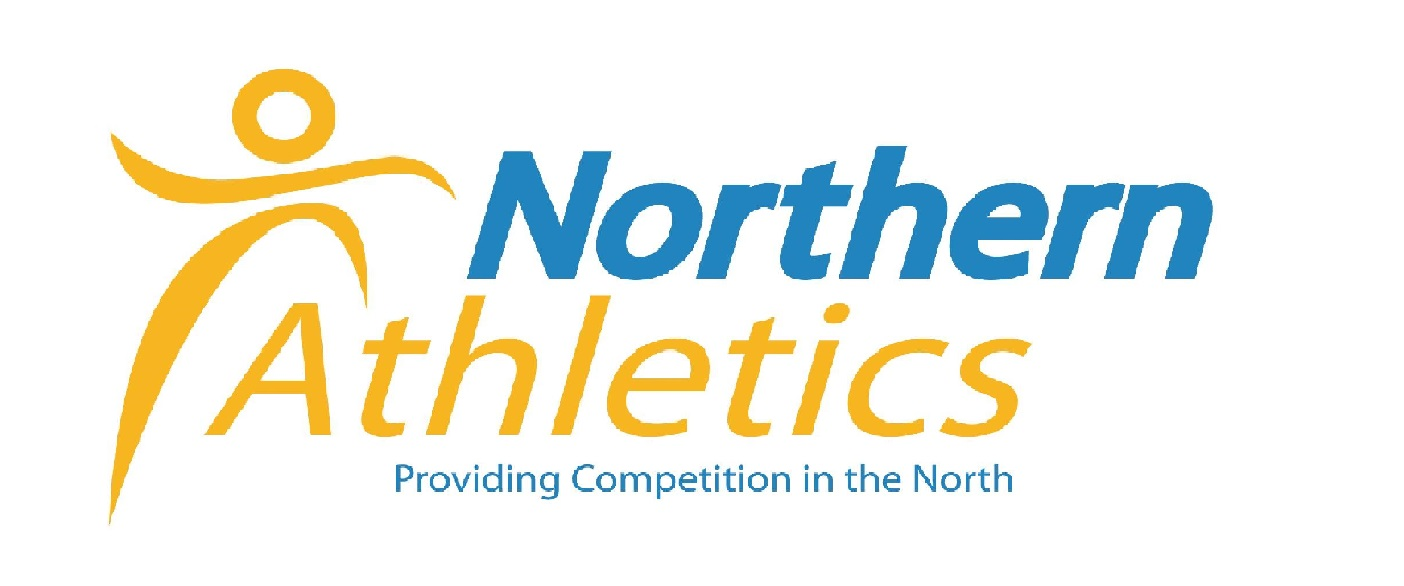 Northern
Athletics
Providing Competition in the North